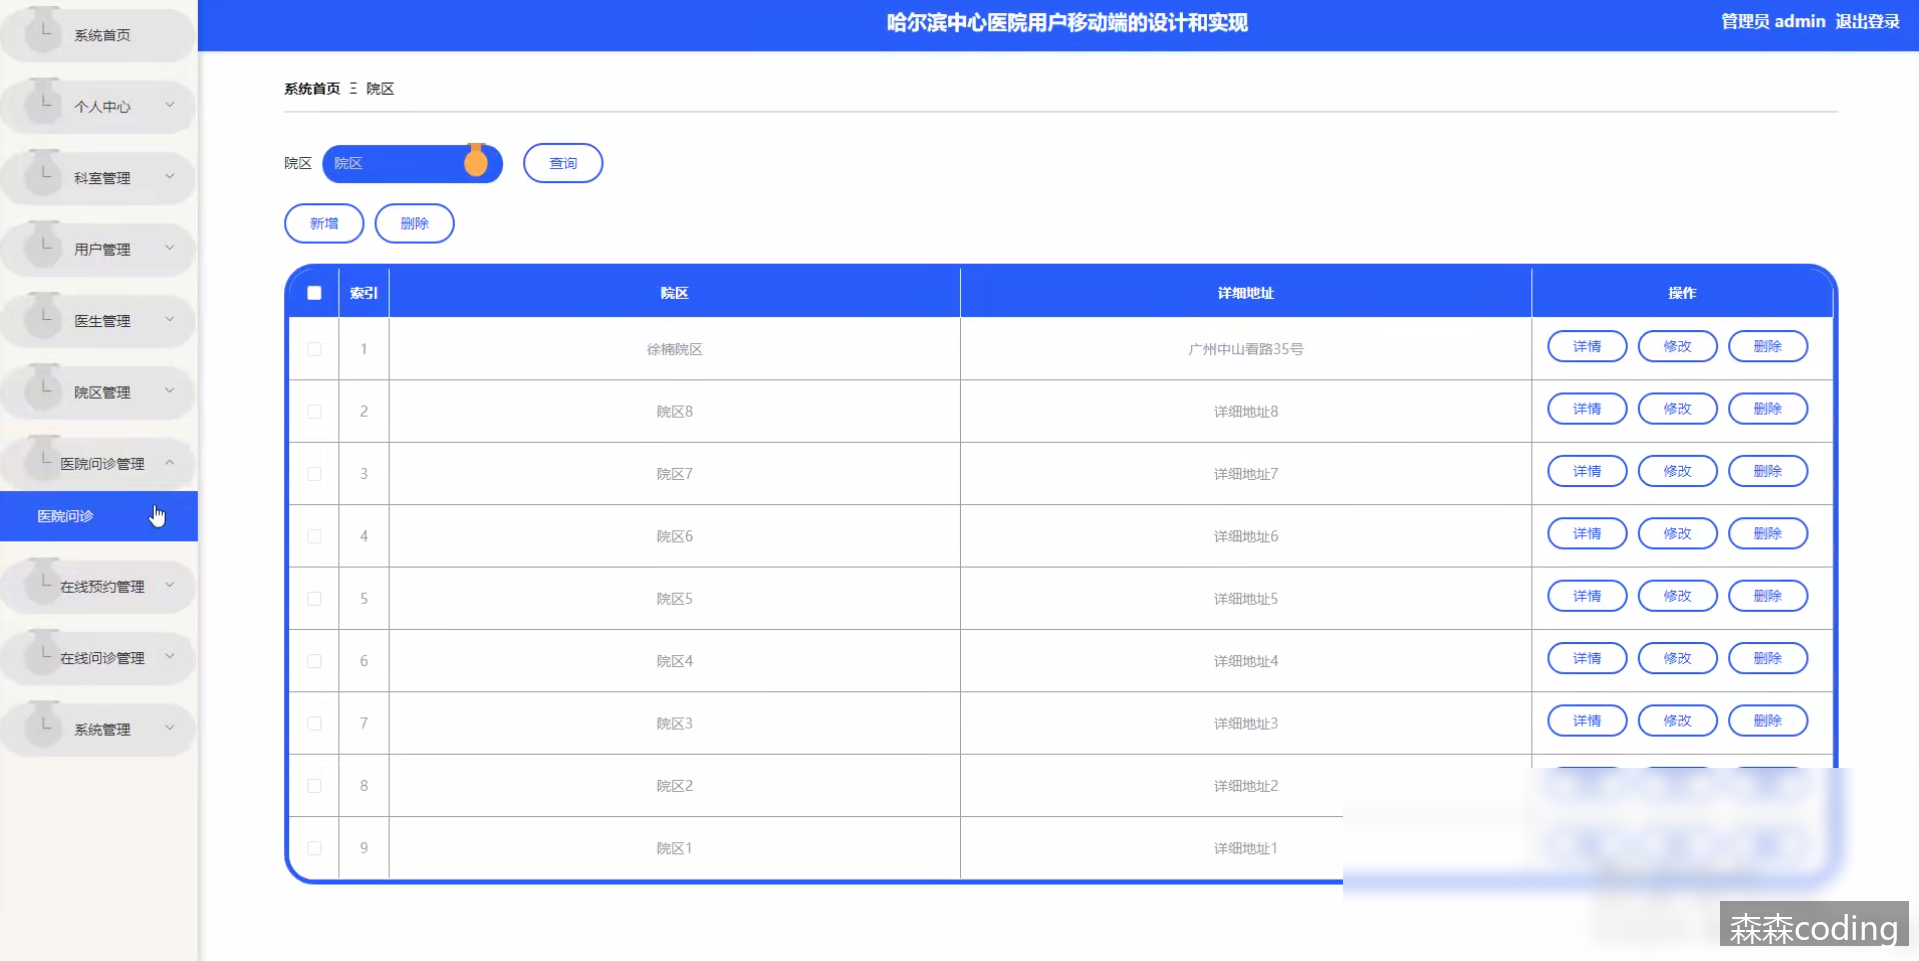 哈尔滨中心医院用户移动端的设计和实现
管理员 admin 退出登录
系统首页
个人中心
科室管理
用户管理
医生管理
院区管理
医院问诊管理
医院问诊
在线预约管理
在线问诊管理
系统管理
系统首页 Ξ 院区
院区 院区 查询
新增 删除
索引 院区 详细地址 操作
1 徐楠院区 广州中山看路35号 详情 修改 删除
2 院区8 详细地址8 详情 修改 删除
3 院区7 详细地址7 详情 修改 删除
4 院区6 详细地址6 详情 修改 删除
5 院区5 详细地址5 详情 修改 删除
6 院区4 详细地址4 详情 修改 删除
7 院区3 详细地址3 详情 修改 删除
8 院区2 详细地址2
9 院区1 详细地址1
森森coding